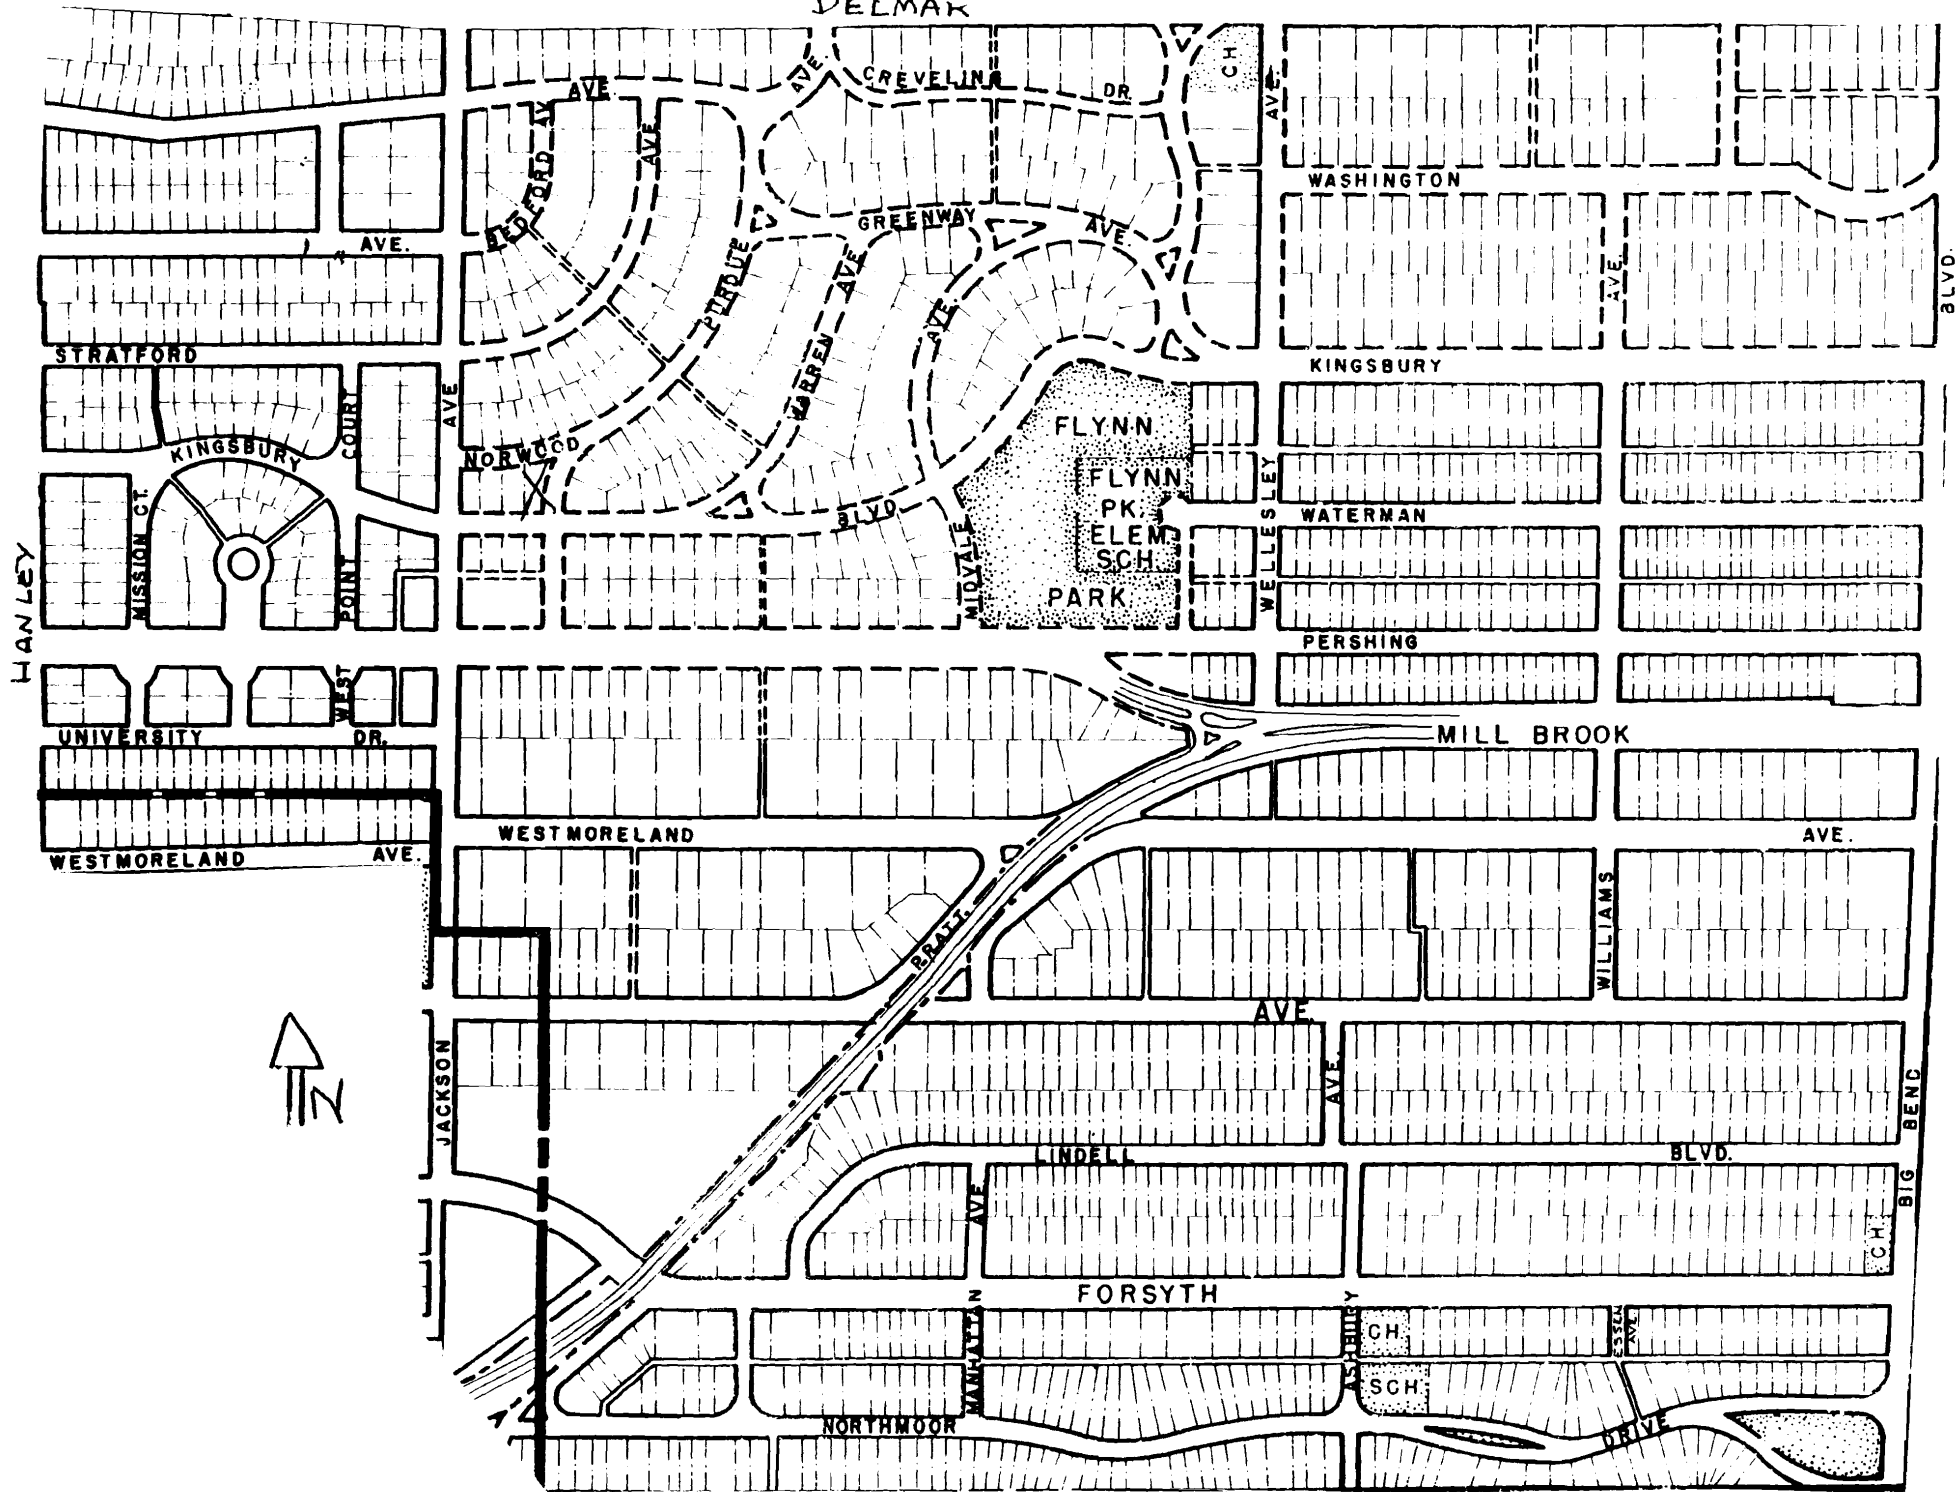 DELMAR
CREVELING
DR.
AVE.
CH
AVE.
AVE.
BEDFORD AV
AVE.
WASHINGTON
GREENWAY
AVE.
AVE.
PURDUE
WARREN
AVE
AVE.
AVE.
BLVD.
STRATFORD
KINGSBURY
COURT
AVE
NORWOOD
KINGSBURY
FLYNN
FLYNN
PK.
ELEM
SCH.
PARK
MISSION CT.
POINT
BLVD.
MIDVALE
WELLESLEY
WATERMAN
HANLEY
PERSHING
WEST
UNIVERSITY
DR.
MILL BROOK
WESTMORELAND
AVE.
WESTMORELAND
AVE.
WILLIAMS
AVE.
N
JACKSON
AVE.
BIG BEND
LINDELL
BLVD.
AVE.
CH
FORSYTH
MANHATTAN
ASHBURY
CH.
SCH.
ESSEX
AVE.
NORTHMOOR
DRIVE